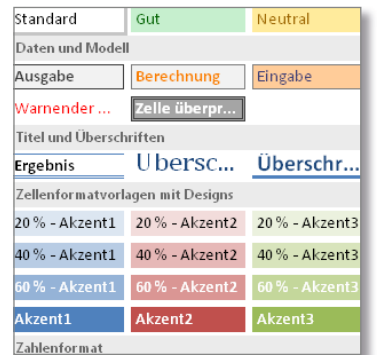 Standard Gut Neutral
Daten und Modell
Ausgabe Berechnung Eingabe
Warnender ... Zelle überpr...
Titel und Überschriften
Ergebnis Übersc... Überschr...
Zellenformatvorlagen mit Designs
20 % - Akzent1 20 % - Akzent2 20 % - Akzent3
40 % - Akzent1 40 % - Akzent2 40 % - Akzent3
60 % - Akzent1 60 % - Akzent2 60 % - Akzent3
Akzent1 Akzent2 Akzent3
Zahlenformat